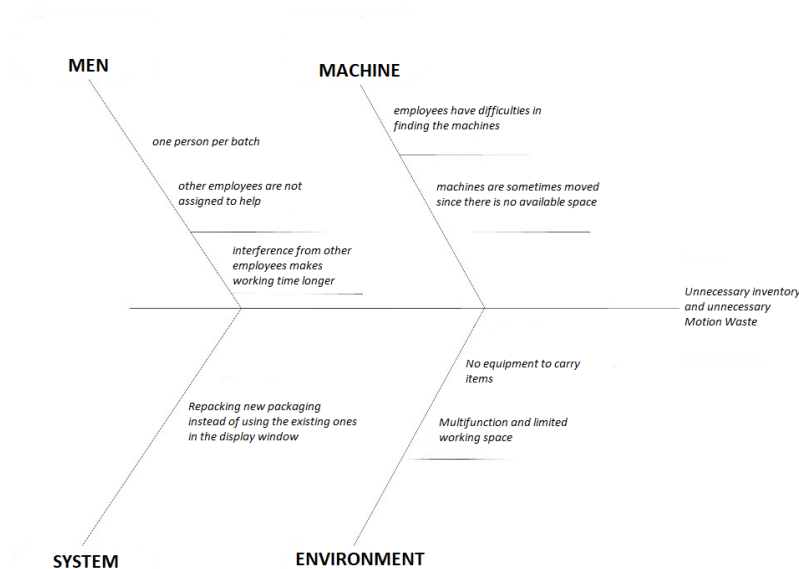 MEN
MACHINE
employees have difficulties in
finding the machines
one person per batch
other employees are not
assigned to help
machines are sometimes moved
since there is no available space
interference from other
employees makes
working time longer
Unnecessary inventory
and unnecessary
Motion Waste
No equipment to carry
items
Repacking new packaging
instead of using the existing ones
in the display window
Multifunction and limited
working space
SYSTEM
ENVIRONMENT